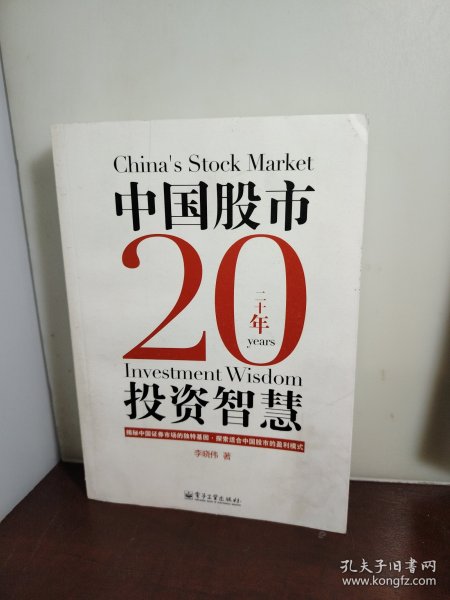 China's Stock Market
中国股市
20
二十年
years
Investment Wisdom
投资智慧
揭秘中国证券市场的独特基因·探索适合中国股市的盈利模式
李晓伟 著
电子工业出版社
孔夫子旧书网
www.kongfz.com